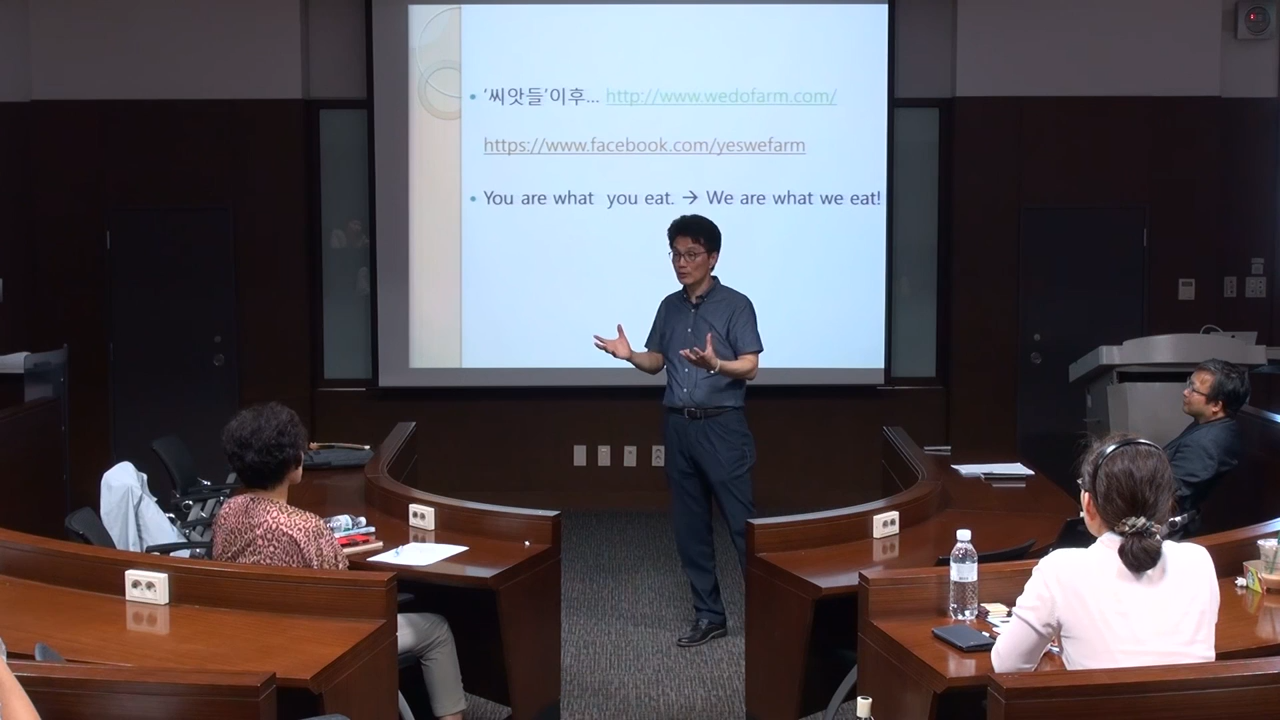 • '씨앗들'이후... http://www.wedofarm.com/
https://www.facebook.com/yeswefarm
• You are what  you eat. → We are what we eat!